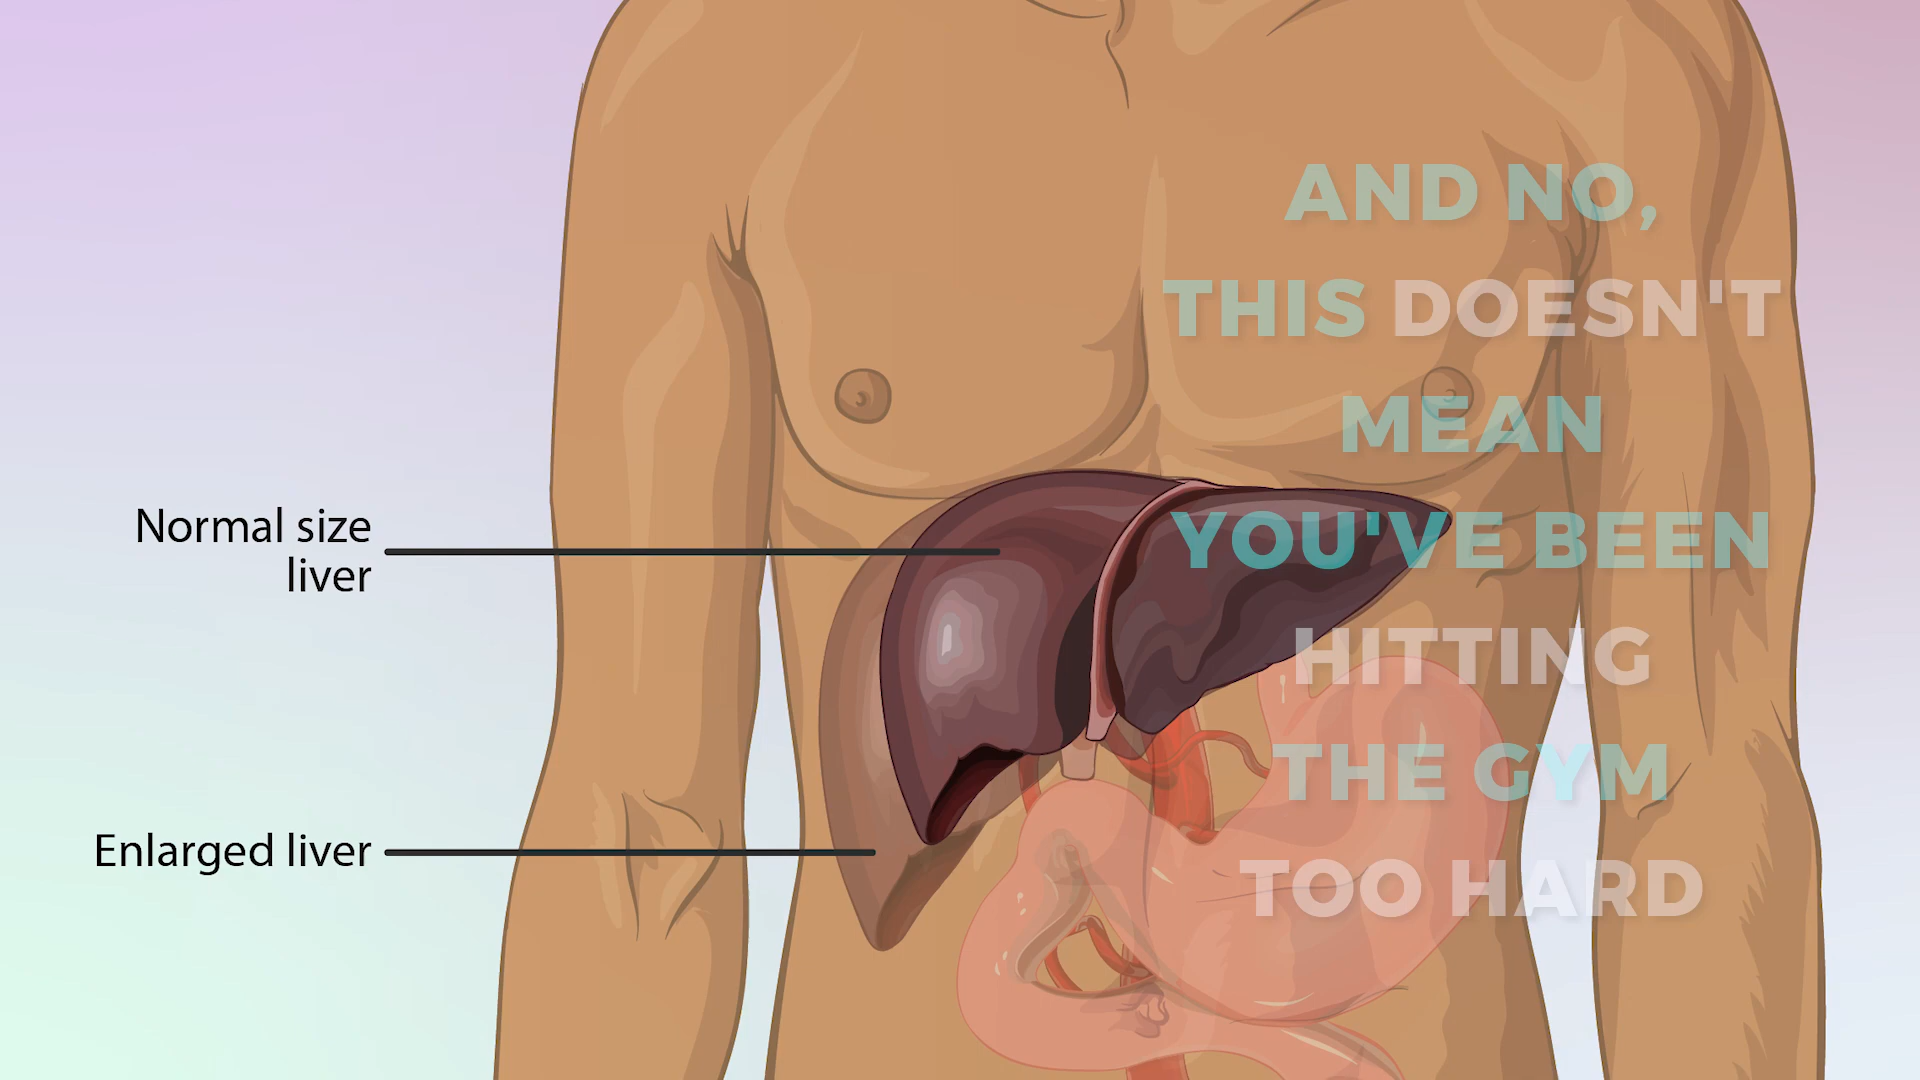 Normal size
liver
Enlarged liver
AND NO,
THIS DOESN'T
MEAN
YOU'VE BEEN
HITTING
THE GYM
TOO HARD